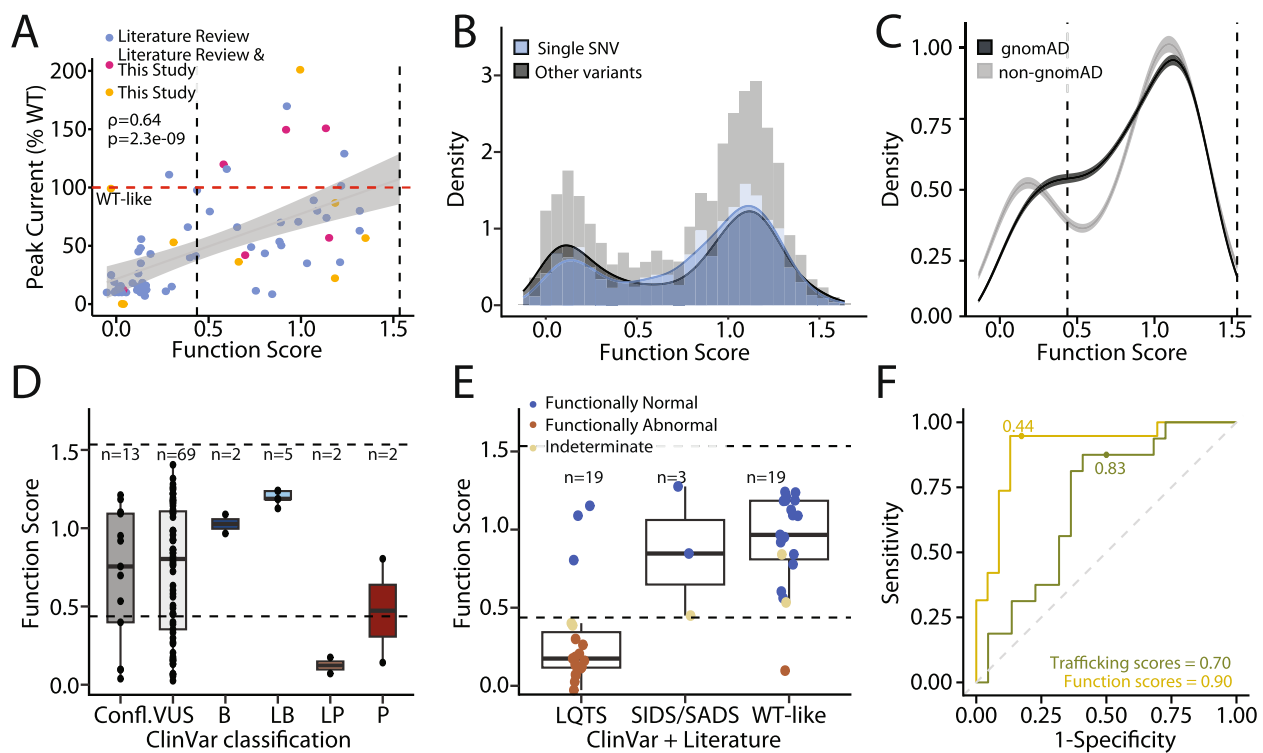 A
Literature Review
Literature Review &
This Study
This Study
ρ=0.64
p=2.3e-09
WT-like
Peak Current (% WT)
200
150
100
50
0
0.0 0.5 1.0 1.5
Function Score
B
Single SNV
Other variants
Density
3
2
1
0
0.0 0.5 1.0 1.5
Function Score
C
gnomAD
non-gnomAD
Density
1.00
0.75
0.50
0.25
0.00
0.0 0.5 1.0 1.5
Function Score
D
Function Score
1.5
1.0
0.5
0.0
n=13 n=69 n=2 n=5 n=2 n=2
Confl. VUS B LB LP P
ClinVar classification
E
Functionally Normal
Functionally Abnormal
Indeterminate
Function Score
1.5
1.0
0.5
0.0
n=19 n=3 n=19
LQTS SIDS/SADS WT-like
ClinVar + Literature
F
Sensitivity
1.00
0.75
0.50
0.25
0.00
0.44
0.83
Trafficking scores = 0.70
Function scores = 0.90
0.00 0.25 0.50 0.75 1.00
1-Specificity